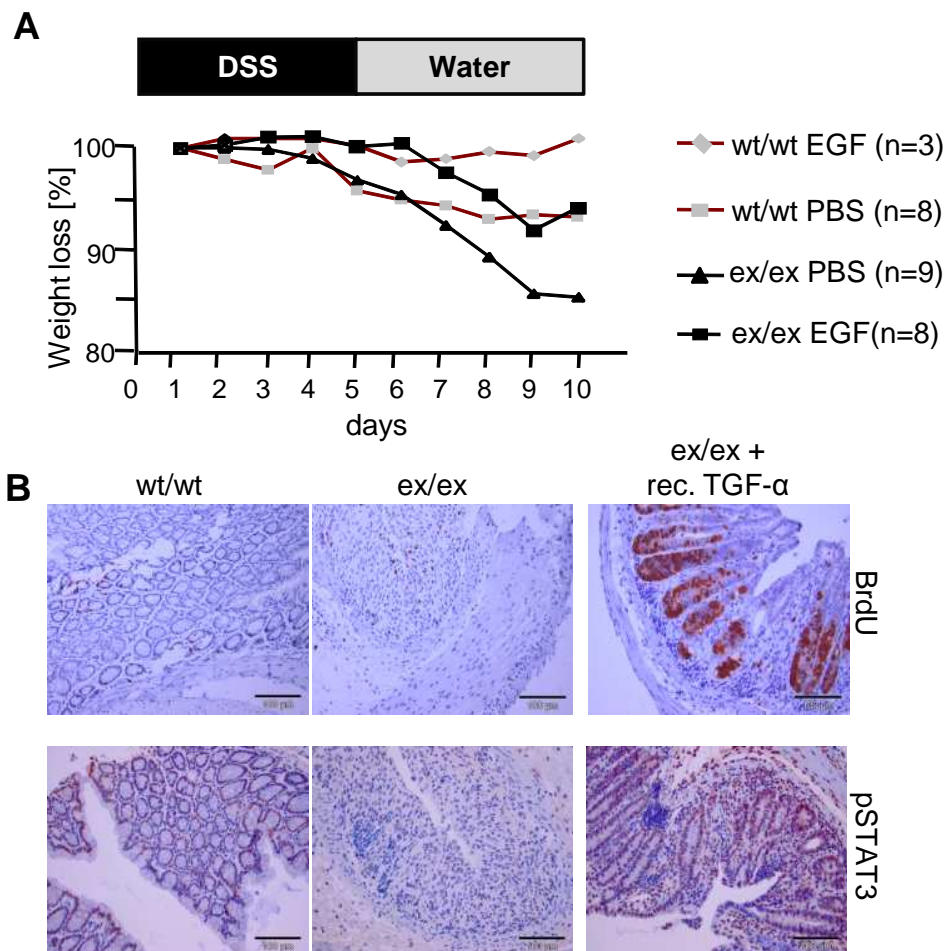 A
DSS
Water
100
90
80
Weight loss [%]
0 1 2 3 4 5 6 7 8 9 10
days
wt/wt EGF (n=3)
wt/wt PBS (n=8)
ex/ex PBS (n=9)
ex/ex EGF(n=8)
B
wt/wt
ex/ex
ex/ex +
rec. TGF-α
BrdU
pSTAT3